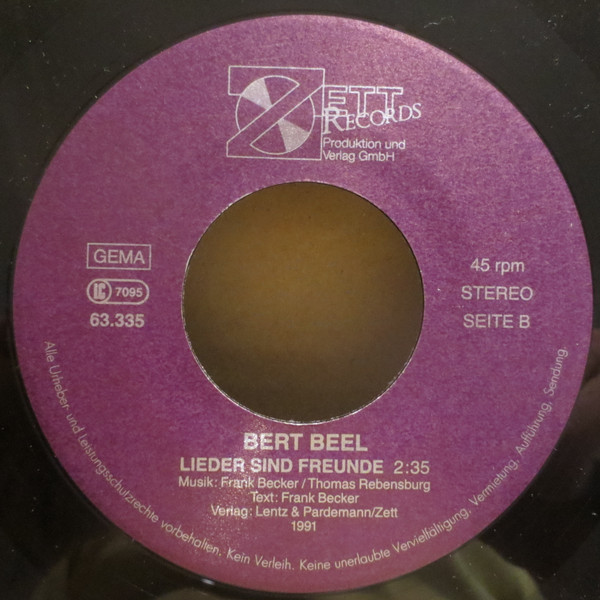 ZETT
RECORDS
Produktion und
Verlag GmbH
GEMA
LC 7095
63.335
45 rpm
STEREO
SEITE B
BERT BEEL
LIEDER SIND FREUNDE 2:35
Musik: Frank Becker / Thomas Rebensburg
Text: Frank Becker
Verlag: Lentz & Pardemann/Zett
1991
Alle Urheber- und Leistungsschutzrechte vorbehalten. Kein Verleih. Keine unerlaubte Vervielfältigung, Vermietung, Aufführung, Sendung.